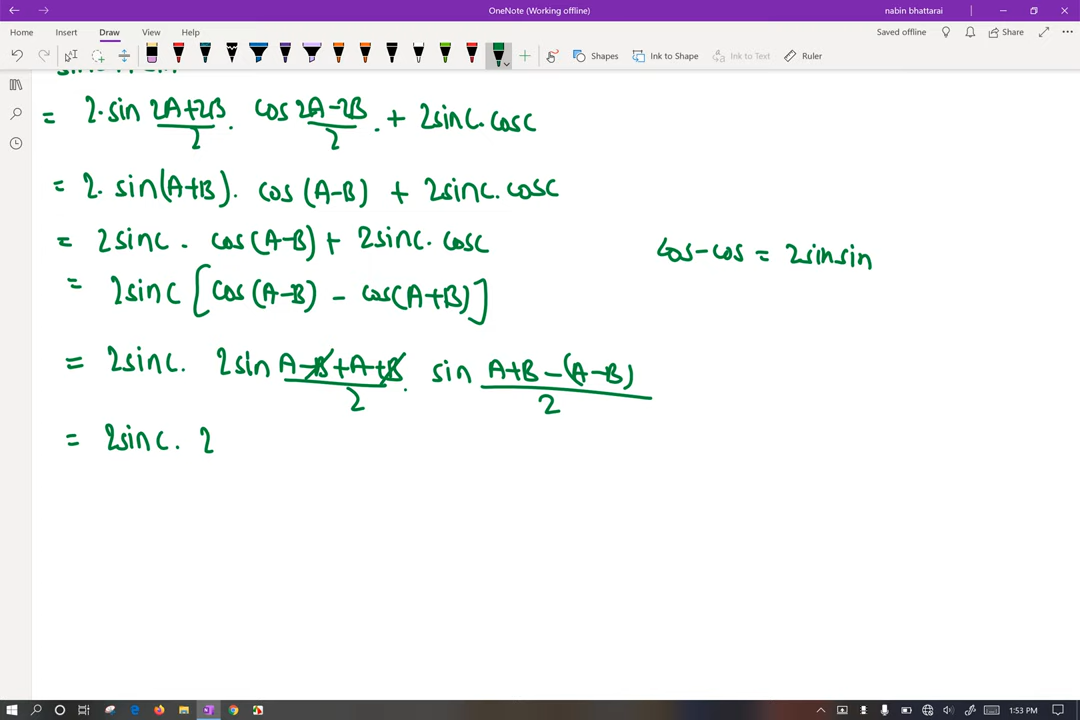 OneNote (Working offline)
nabin bhattarai
Home Insert Draw View Help
Saved offline
Share
Shapes Ink to Shape Ink to Text Ruler
= 2·sin (2A+2B)/2 . cos (2A-2B)/2 . + 2sinC.cosC
= 2. sin(A+B). cos (A-B) + 2sinC.cosC
= 2sinC . cos(A-B) + 2sinC. cosC
cos-cos = 2sinsin
= 2sinC [cos(A-B) - cos(A+B)]
= 2sinC. 2sin (A-B+A+B)/2 . sin (A+B-(A-B))/2
= 2sinC. 2
1:53 PM